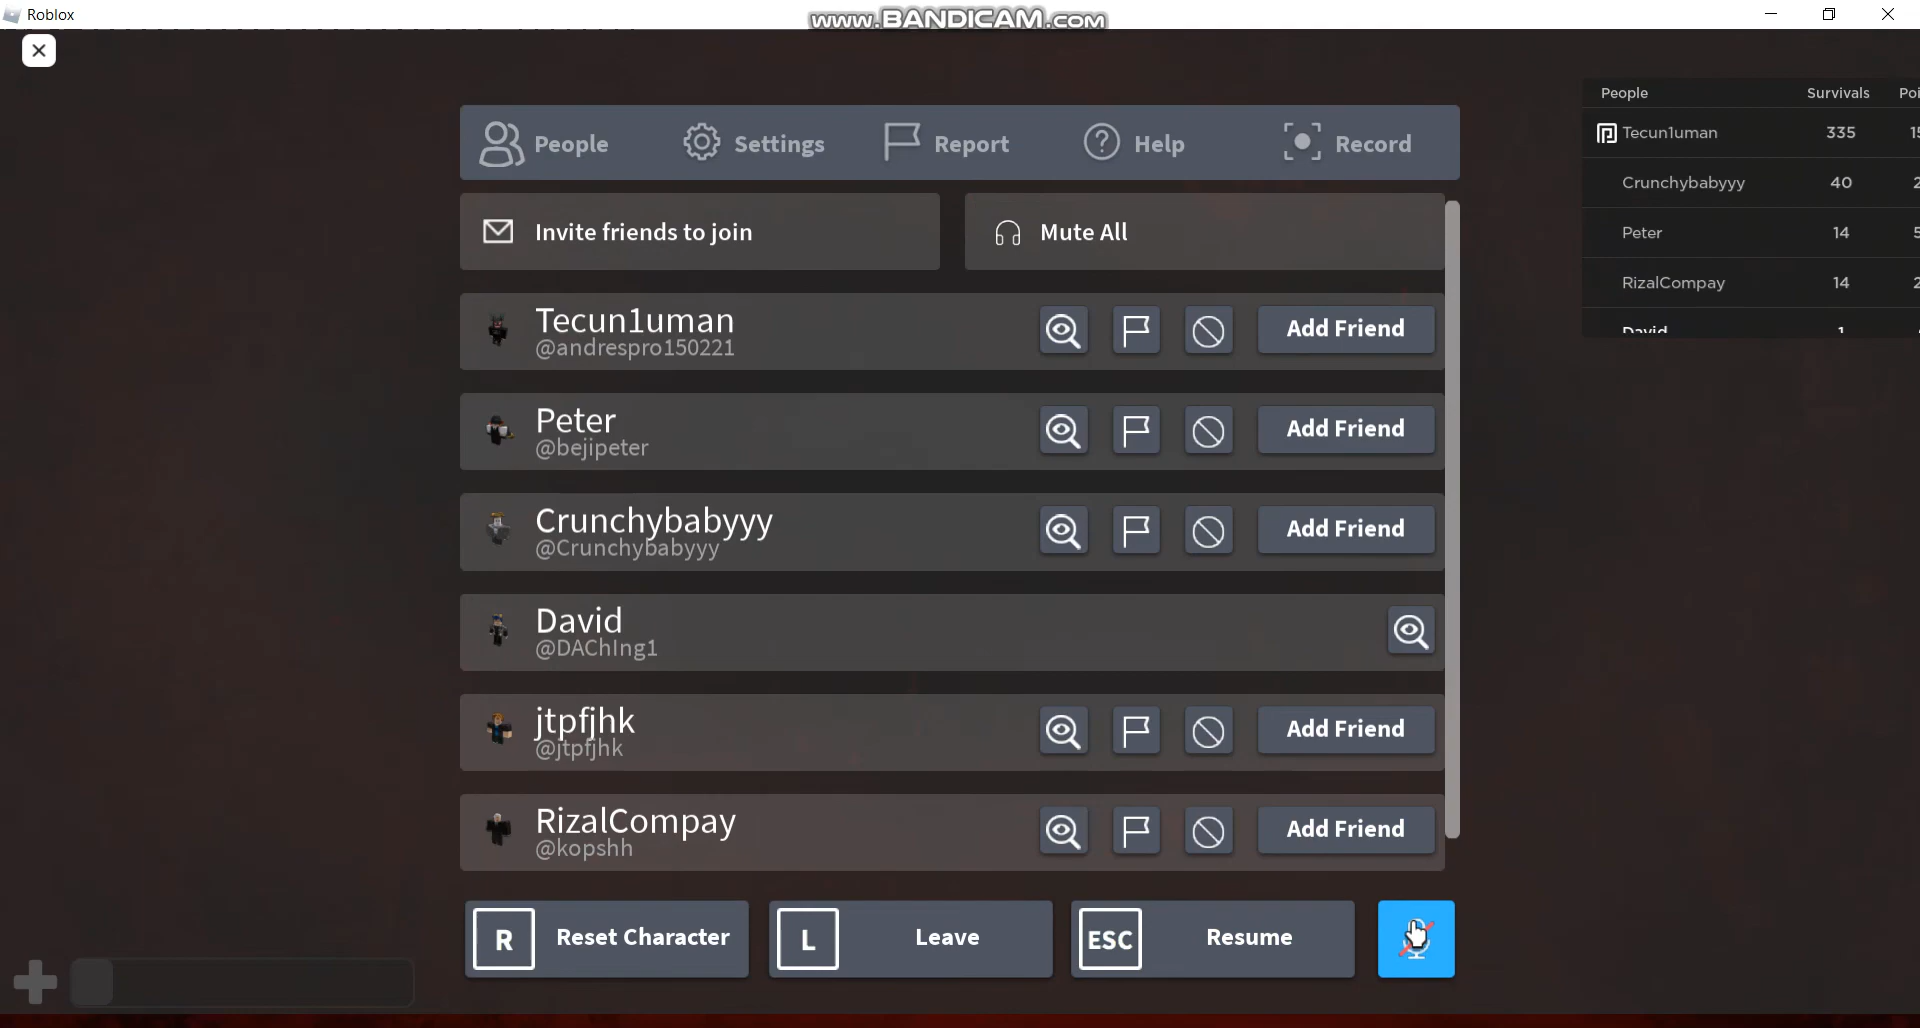 Roblox
www.BANDICAM.com
People Settings Report Help Record
Invite friends to join Mute All
Tecun1uman
@andrespro150221
Add Friend
Peter
@bejipeter
Add Friend
Crunchybabyyy
@Crunchybabyyy
Add Friend
David
@DAChIng1
jtpfjhk
@jtpfjhk
Add Friend
RizalCompay
@kopshh
Add Friend
R Reset Character L Leave ESC Resume
People Survivals
Tecun1uman 335
Crunchybabyyy 40
Peter 14
RizalCompay 14
David 1